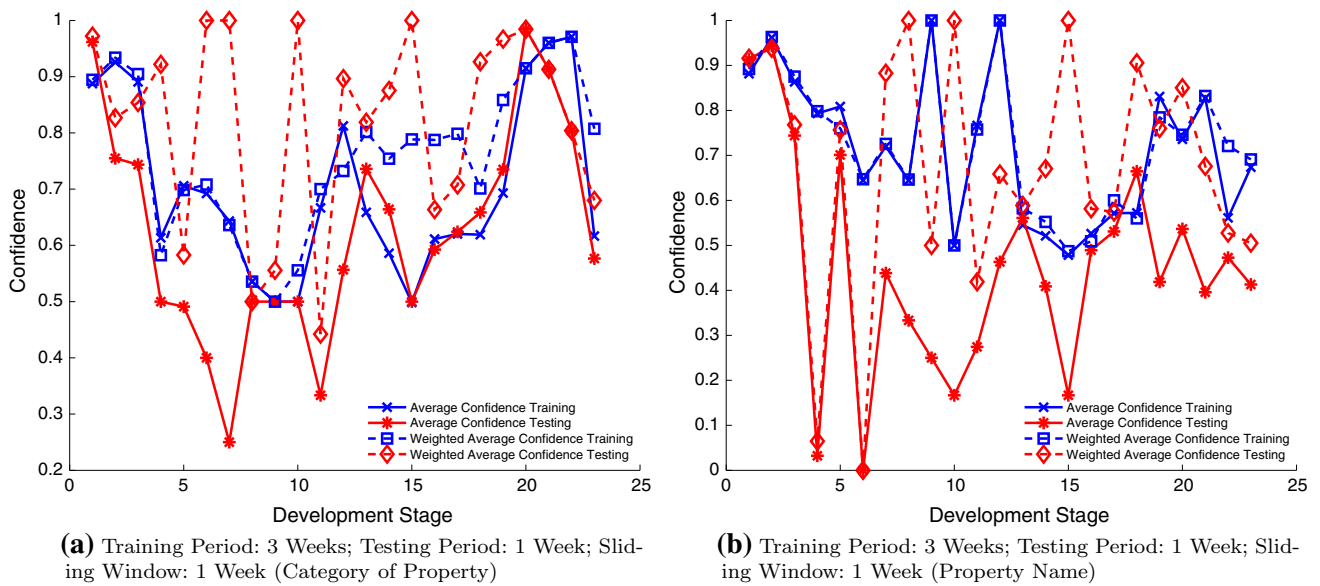 1
0.9
0.8
0.7
0.6
0.5
0.4
0.3
0.2
Confidence
0 5 10 15 20 25
Development Stage
Average Confidence Training
Average Confidence Testing
Weighted Average Confidence Training
Weighted Average Confidence Testing
(a) Training Period: 3 Weeks; Testing Period: 1 Week; Slid-
ing Window: 1 Week (Category of Property)
1
0.9
0.8
0.7
0.6
0.5
0.4
0.3
0.2
0.1
0
Confidence
0 5 10 15 20 25
Development Stage
Average Confidence Training
Average Confidence Testing
Weighted Average Confidence Training
Weighted Average Confidence Testing
(b) Training Period: 3 Weeks; Testing Period: 1 Week; Slid-
ing Window: 1 Week (Property Name)